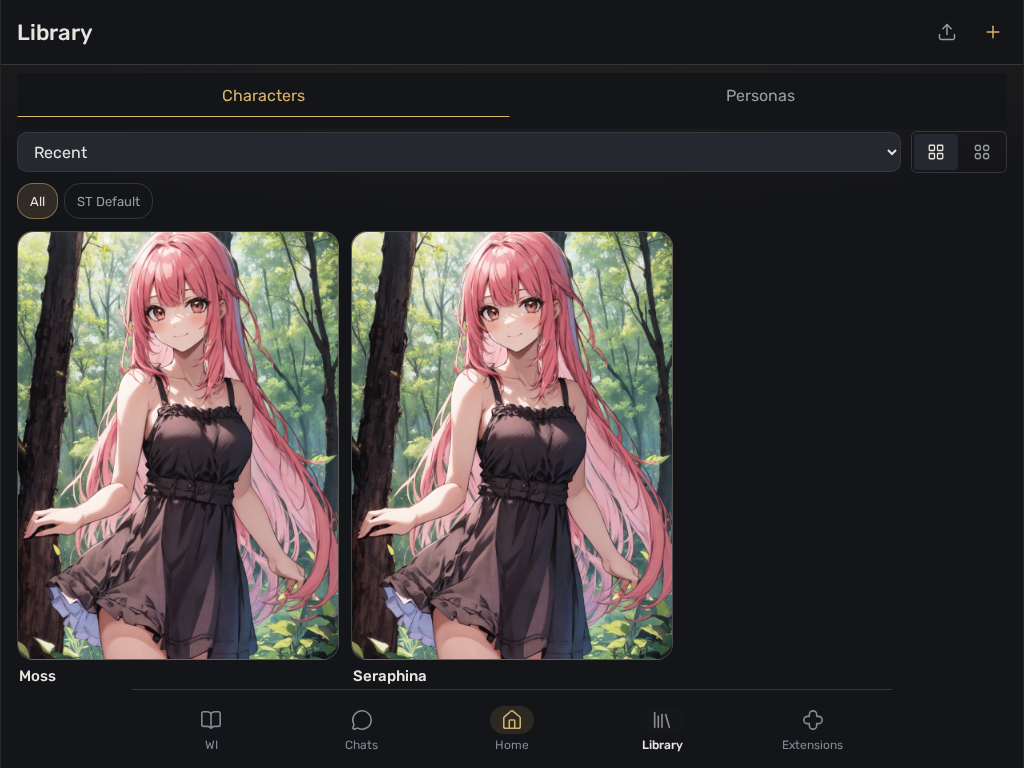 Library
Characters
Personas
Recent
All
ST Default
Moss
Seraphina
WI
Chats
Home
Library
Extensions